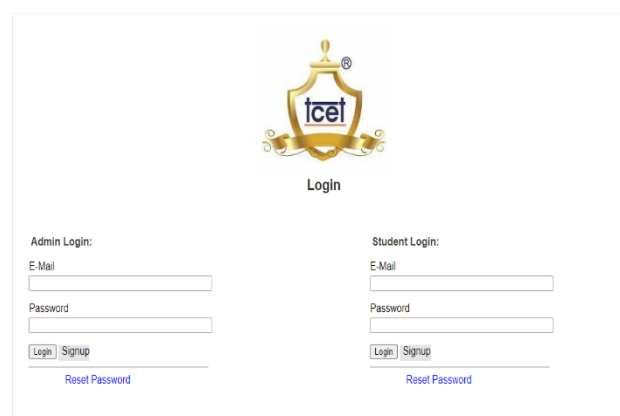 ®
tcet
Login
Admin Login:
E-Mail
Password
Login Signup
Reset Password
Student Login:
E-Mail
Password
Login Signup
Reset Password